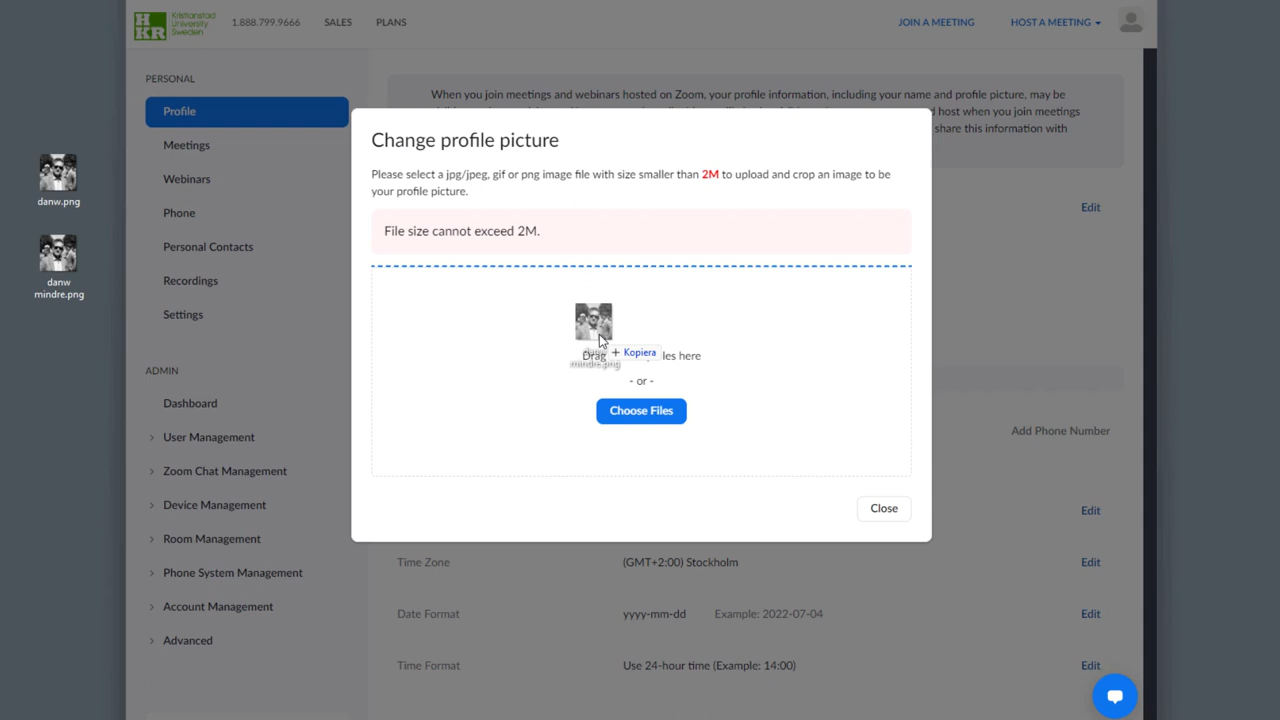 HKR
Kristianstad
University
Sweden
1.888.799.9666
SALES
PLANS
JOIN A MEETING
HOST A MEETING
PERSONAL
Profile
Meetings
Webinars
Phone
Personal Contacts
Recordings
Settings
ADMIN
Dashboard
User Management
Zoom Chat Management
Device Management
Room Management
Phone System Management
Account Management
Advanced
danw.png
danw
mindre.png
When you join meetings and webinars hosted on Zoom, your profile information, including your name and profile picture, may be
d host when you join meetings
share this information with
Edit
Change profile picture
Please select a jpg/jpeg, gif or png image file with size smaller than 2M to upload and crop an image to be
your profile picture.
File size cannot exceed 2M.
Drag
+ Kopiera
les here
mindre.png
- or -
Choose Files
Close
Add Phone Number
Edit
Time Zone
(GMT+2:00) Stockholm
Edit
Date Format
yyyy-mm-dd
Example: 2022-07-04
Edit
Time Format
Use 24-hour time (Example: 14:00)
Edit